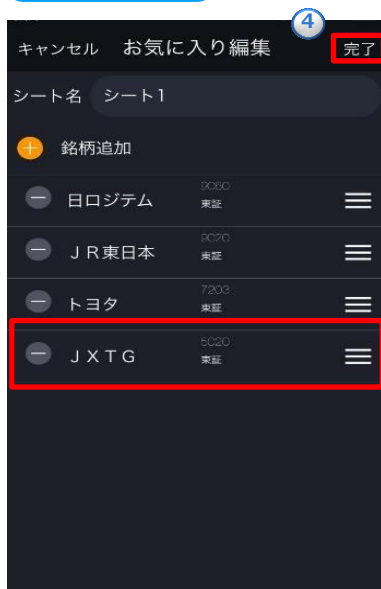 ④
キャンセル お気に入り編集 完了
シート名 シート1
銘柄追加
日ロジテム 9060
東証
ＪＲ東日本 9020
東証
トヨタ 7203
東証
ＪＸＴＧ 5020
東証